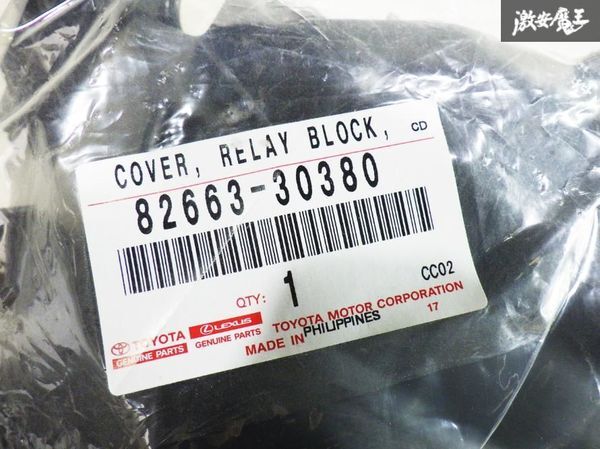 激安魔王
COVER, RELAY BLOCK, CD
82663-30380
QTY: 1 CC02
TOYOTA GENUINE PARTS LEXUS GENUINE PARTS TOYOTA MOTOR CORPORATION 17
MADE IN PHILIPPINES